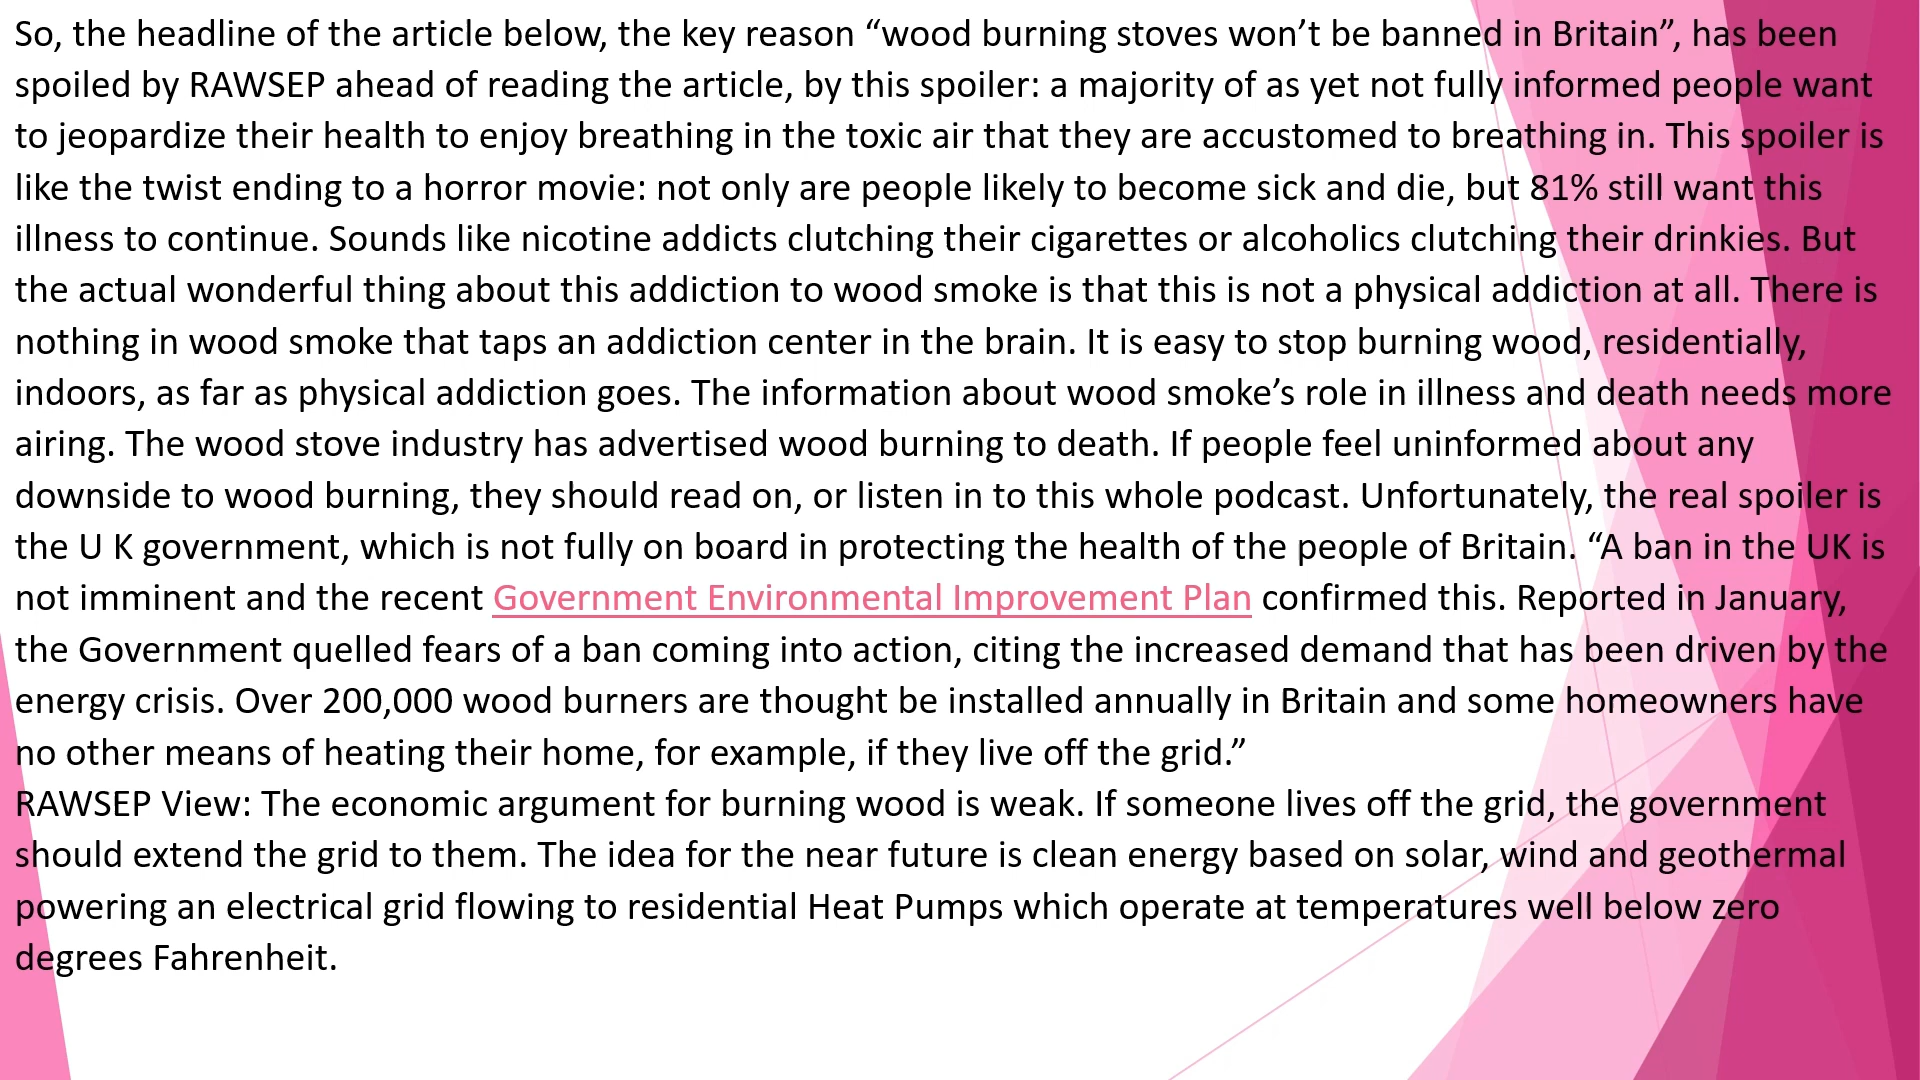 So, the headline of the article below, the key reason “wood burning stoves won’t be banned in Britain”, has been
spoiled by RAWSEP ahead of reading the article, by this spoiler: a majority of as yet not fully informed people want
to jeopardize their health to enjoy breathing in the toxic air that they are accustomed to breathing in. This spoiler is
like the twist ending to a horror movie: not only are people likely to become sick and die, but 81% still want this
illness to continue. Sounds like nicotine addicts clutching their cigarettes or alcoholics clutching their drinkies. But
the actual wonderful thing about this addiction to wood smoke is that this is not a physical addiction at all. There is
nothing in wood smoke that taps an addiction center in the brain. It is easy to stop burning wood, residentially,
indoors, as far as physical addiction goes. The information about wood smoke’s role in illness and death needs more
airing. The wood stove industry has advertised wood burning to death. If people feel uninformed about any
downside to wood burning, they should read on, or listen in to this whole podcast. Unfortunately, the real spoiler is
the U K government, which is not fully on board in protecting the health of the people of Britain. “A ban in the UK is
not imminent and the recent Government Environmental Improvement Plan confirmed this. Reported in January,
the Government quelled fears of a ban coming into action, citing the increased demand that has been driven by the
energy crisis. Over 200,000 wood burners are thought be installed annually in Britain and some homeowners have
no other means of heating their home, for example, if they live off the grid.”
RAWSEP View: The economic argument for burning wood is weak. If someone lives off the grid, the government
should extend the grid to them. The idea for the near future is clean energy based on solar, wind and geothermal
powering an electrical grid flowing to residential Heat Pumps which operate at temperatures well below zero
degrees Fahrenheit.